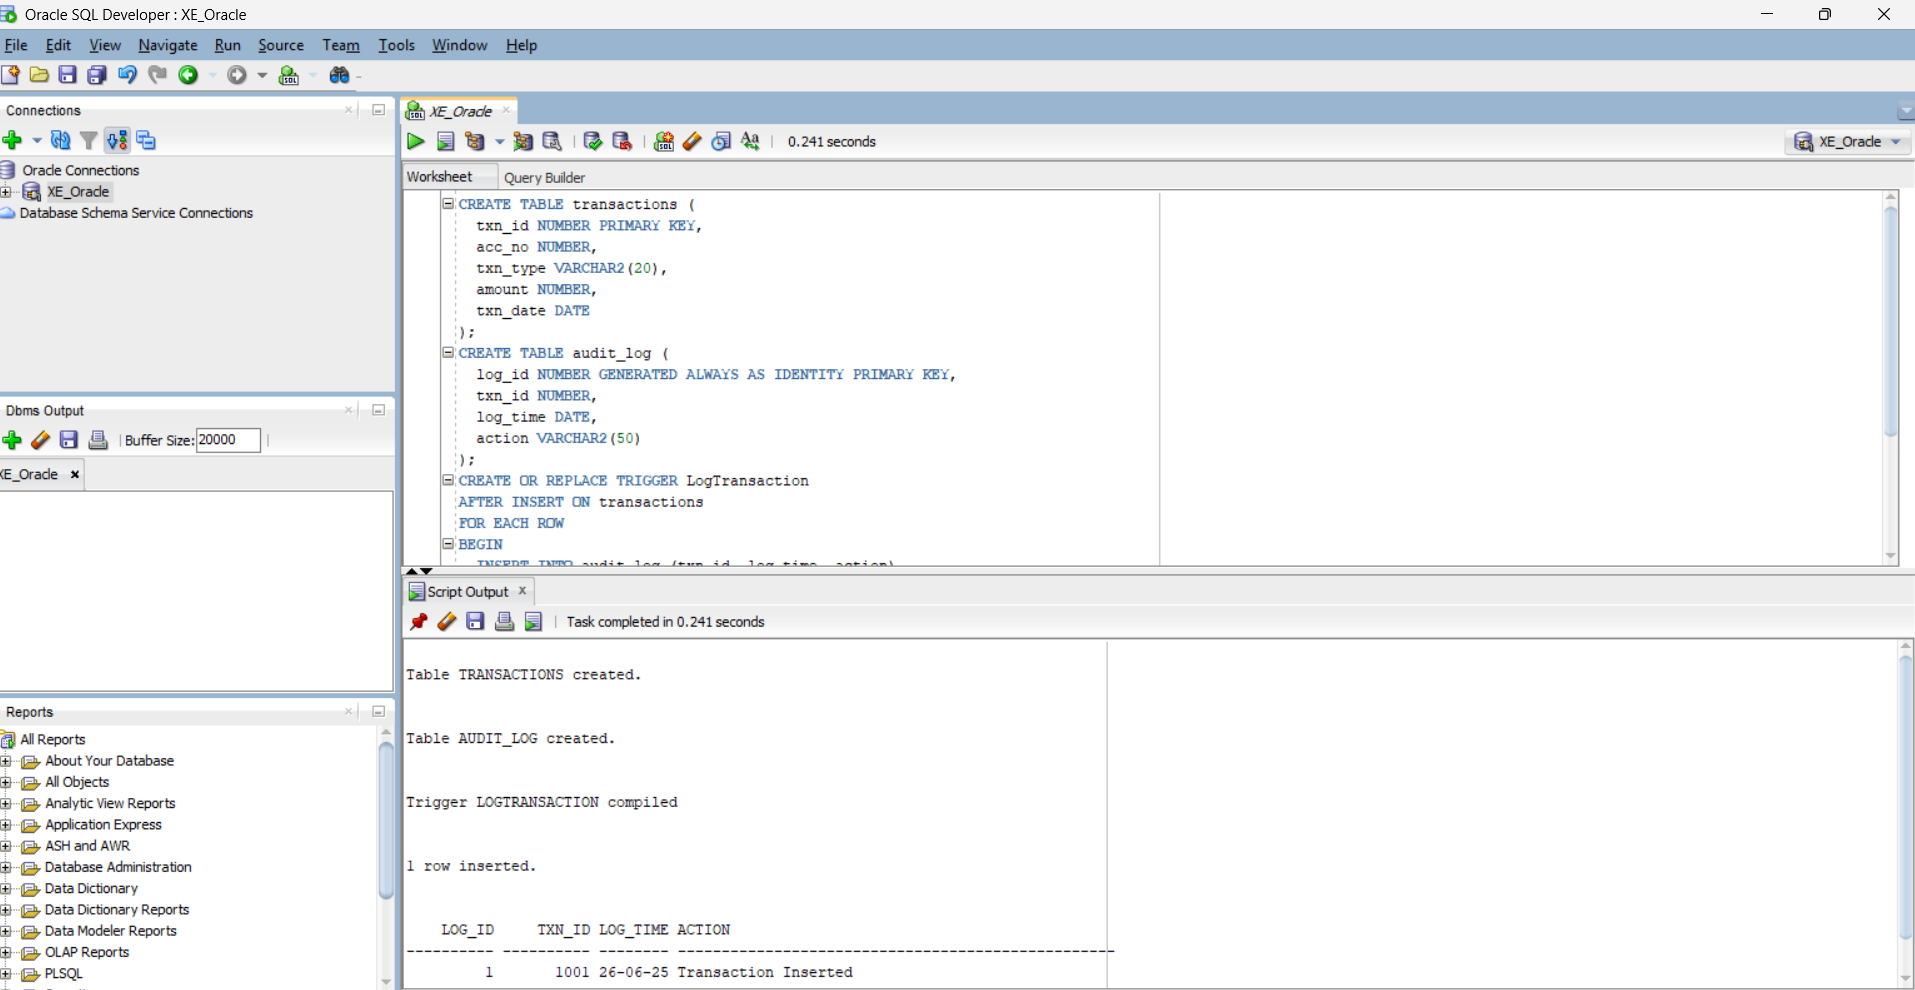 Oracle SQL Developer : XE_Oracle
File Edit View Navigate Run Source Team Tools Window Help
Connections
Oracle Connections
XE_Oracle
Database Schema Service Connections
Dbms Output
Buffer Size: 20000
XE_Oracle
Reports
All Reports
About Your Database
All Objects
Analytic View Reports
Application Express
ASH and AWR
Database Administration
Data Dictionary
Data Dictionary Reports
Data Modeler Reports
OLAP Reports
PLSQL
XE_Oracle
0.241 seconds
XE_Oracle
Worksheet Query Builder
CREATE TABLE transactions (
txn_id NUMBER PRIMARY KEY,
acc_no NUMBER,
txn_type VARCHAR2(20),
amount NUMBER,
txn_date DATE
);
CREATE TABLE audit_log (
log_id NUMBER GENERATED ALWAYS AS IDENTITY PRIMARY KEY,
txn_id NUMBER,
log_time DATE,
action VARCHAR2(50)
);
CREATE OR REPLACE TRIGGER LogTransaction
AFTER INSERT ON transactions
FOR EACH ROW
BEGIN
INSERT INTO audit_log (txn_id, log_time, action)
Script Output
Task completed in 0.241 seconds
Table TRANSACTIONS created.
Table AUDIT_LOG created.
Trigger LOGTRANSACTION compiled
1 row inserted.
LOG_ID TXN_ID LOG_TIME ACTION
---------- ---------- -------- --------------------------------------------------
1 1001 26-06-25 Transaction Inserted